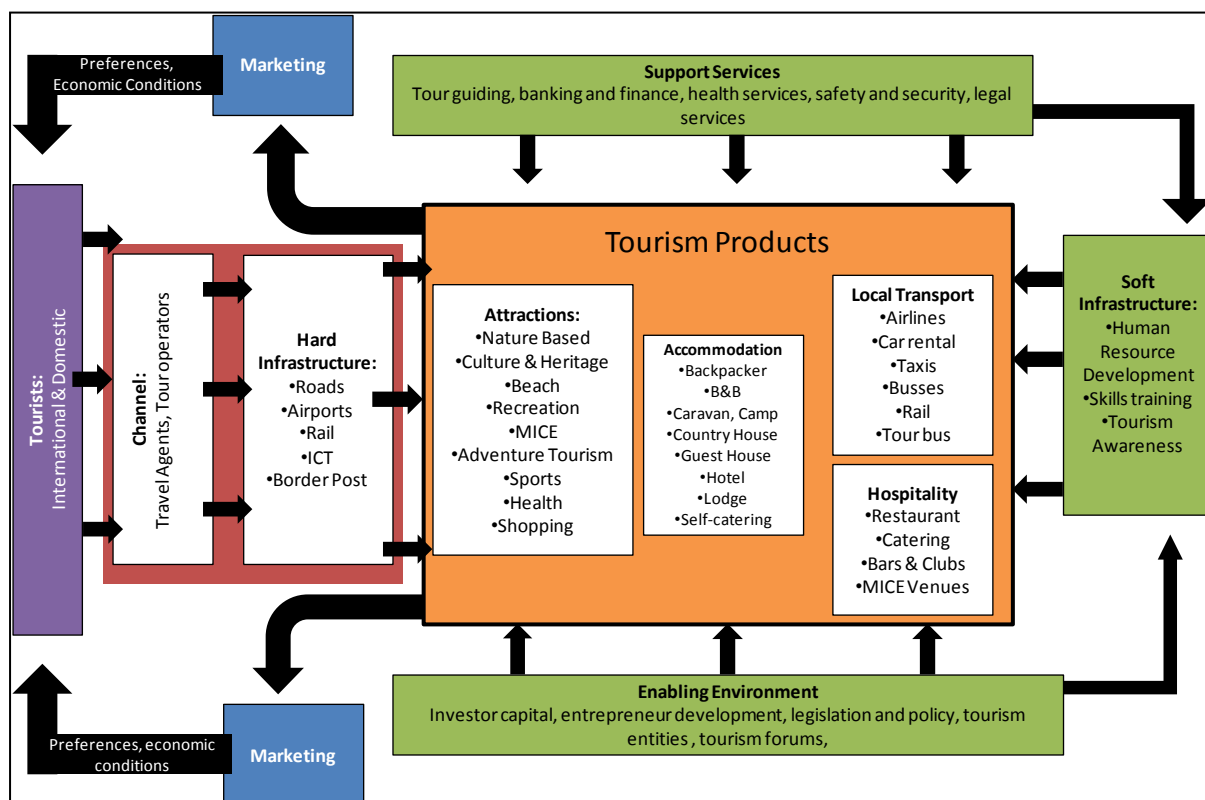 Preferences,
Economic Conditions
Marketing
Support Services
Tour guiding, banking and finance, health services, safety and security, legal
services
Tourists:
International & Domestic
Channel:
Travel Agents, Tour operators
Hard
Infrastructure:
•Roads
•Airports
•Rail
•ICT
•Border Post
Tourism Products
Attractions:
•Nature Based
•Culture & Heritage
•Beach
•Recreation
•MICE
•Adventure Tourism
•Sports
•Health
•Shopping
Accommodation
•Backpacker
•B&B
•Caravan, Camp
•Country House
•Guest House
•Hotel
•Lodge
•Self-catering
Local Transport
•Airlines
•Car rental
•Taxis
•Busses
•Rail
•Tour bus
Hospitality
•Restaurant
•Catering
•Bars & Clubs
•MICE Venues
Soft
Infrastructure:
•Human
Resource
Development
•Skills training
•Tourism
Awareness
Preferences, economic
conditions
Marketing
Enabling Environment
Investor capital, entrepreneur development, legislation and policy, tourism
entities , tourism forums,